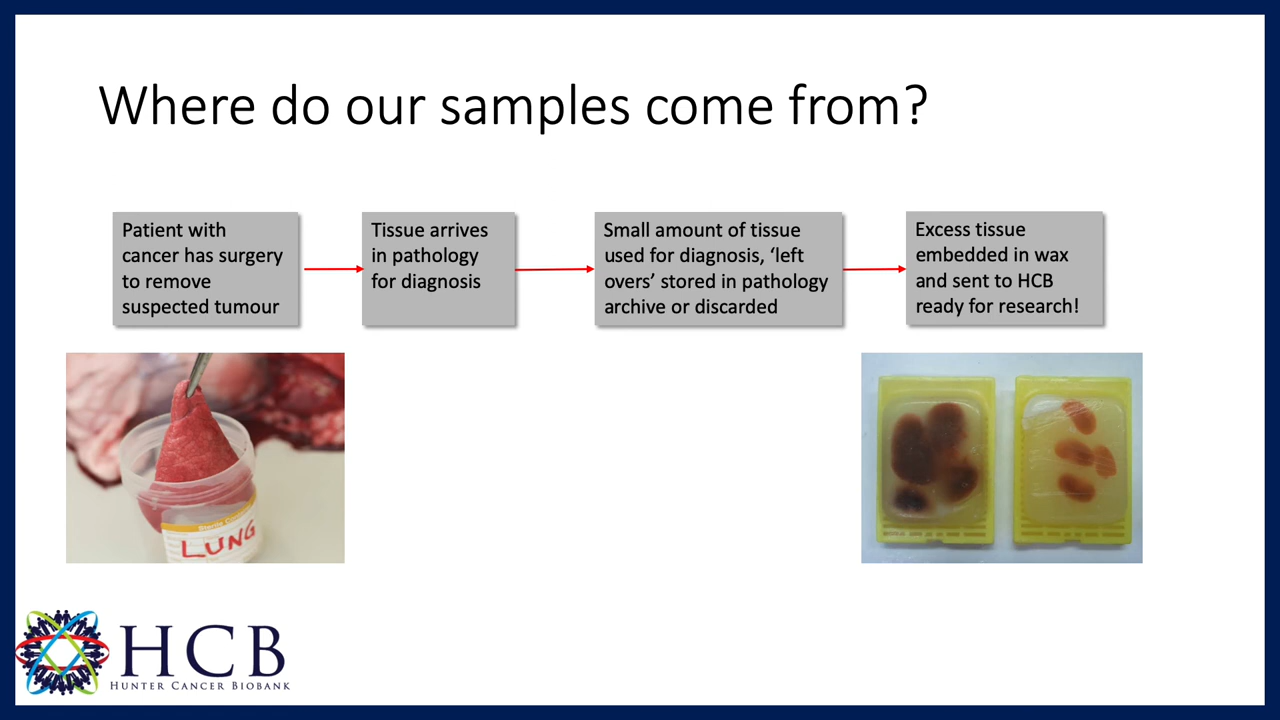 Where do our samples come from?
Patient with
cancer has surgery
to remove
suspected tumour
Tissue arrives
in pathology
for diagnosis
Small amount of tissue
used for diagnosis, ‘left
overs’ stored in pathology
archive or discarded
Excess tissue
embedded in wax
and sent to HCB
ready for research!
LUNG
HCB
HUNTER CANCER BIOBANK